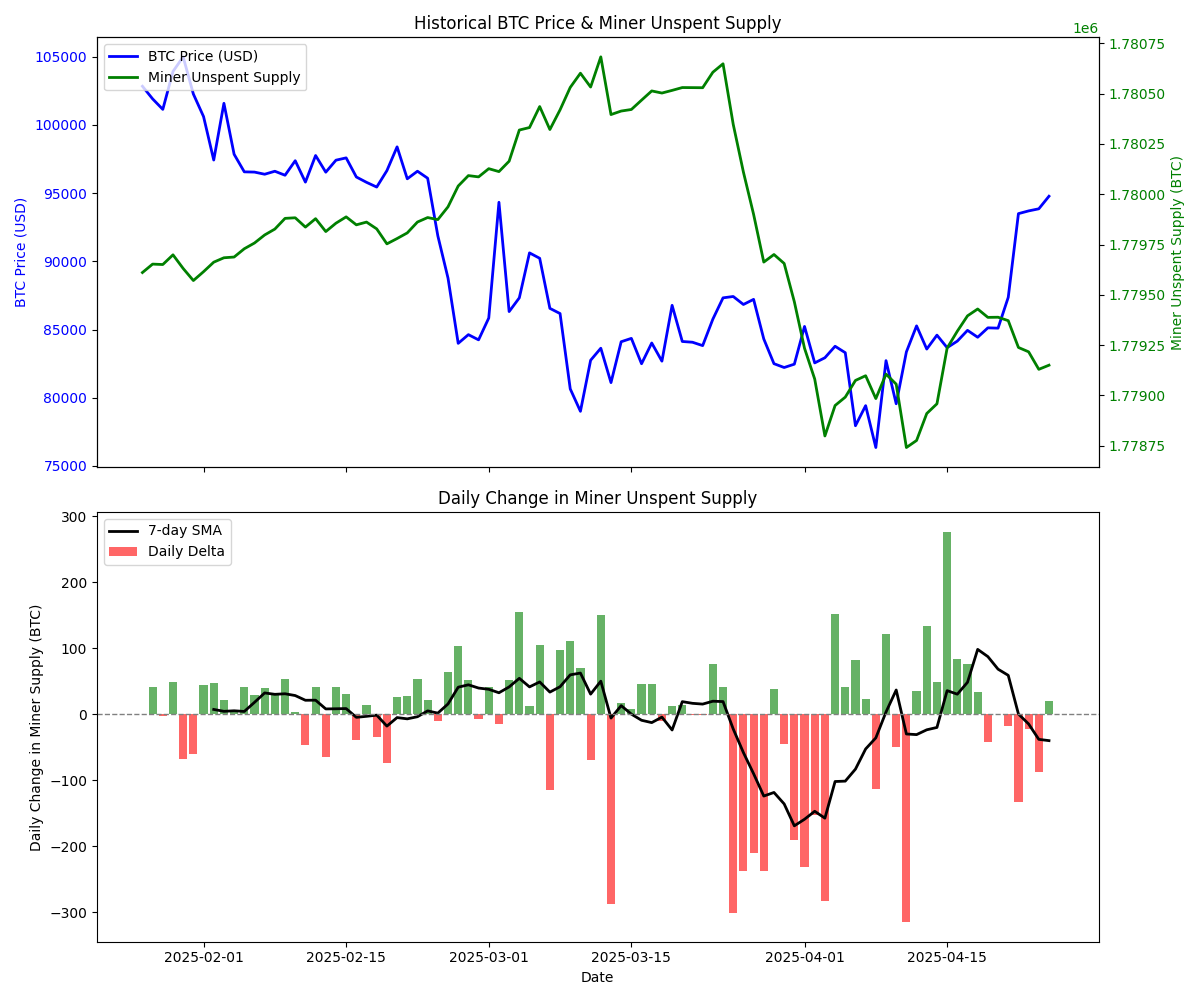 Historical BTC Price & Miner Unspent Supply
1e6
BTC Price (USD)
Miner Unspent Supply
105000
100000
95000
90000
85000
80000
75000
BTC Price (USD)
1.78075
1.78050
1.78025
1.78000
1.77975
1.77950
1.77925
1.77900
1.77875
Miner Unspent Supply (BTC)
Daily Change in Miner Unspent Supply
7-day SMA
Daily Delta
300
200
100
0
−100
−200
−300
Daily Change in Miner Supply (BTC)
2025-02-01
2025-02-15
2025-03-01
2025-03-15
2025-04-01
2025-04-15
Date